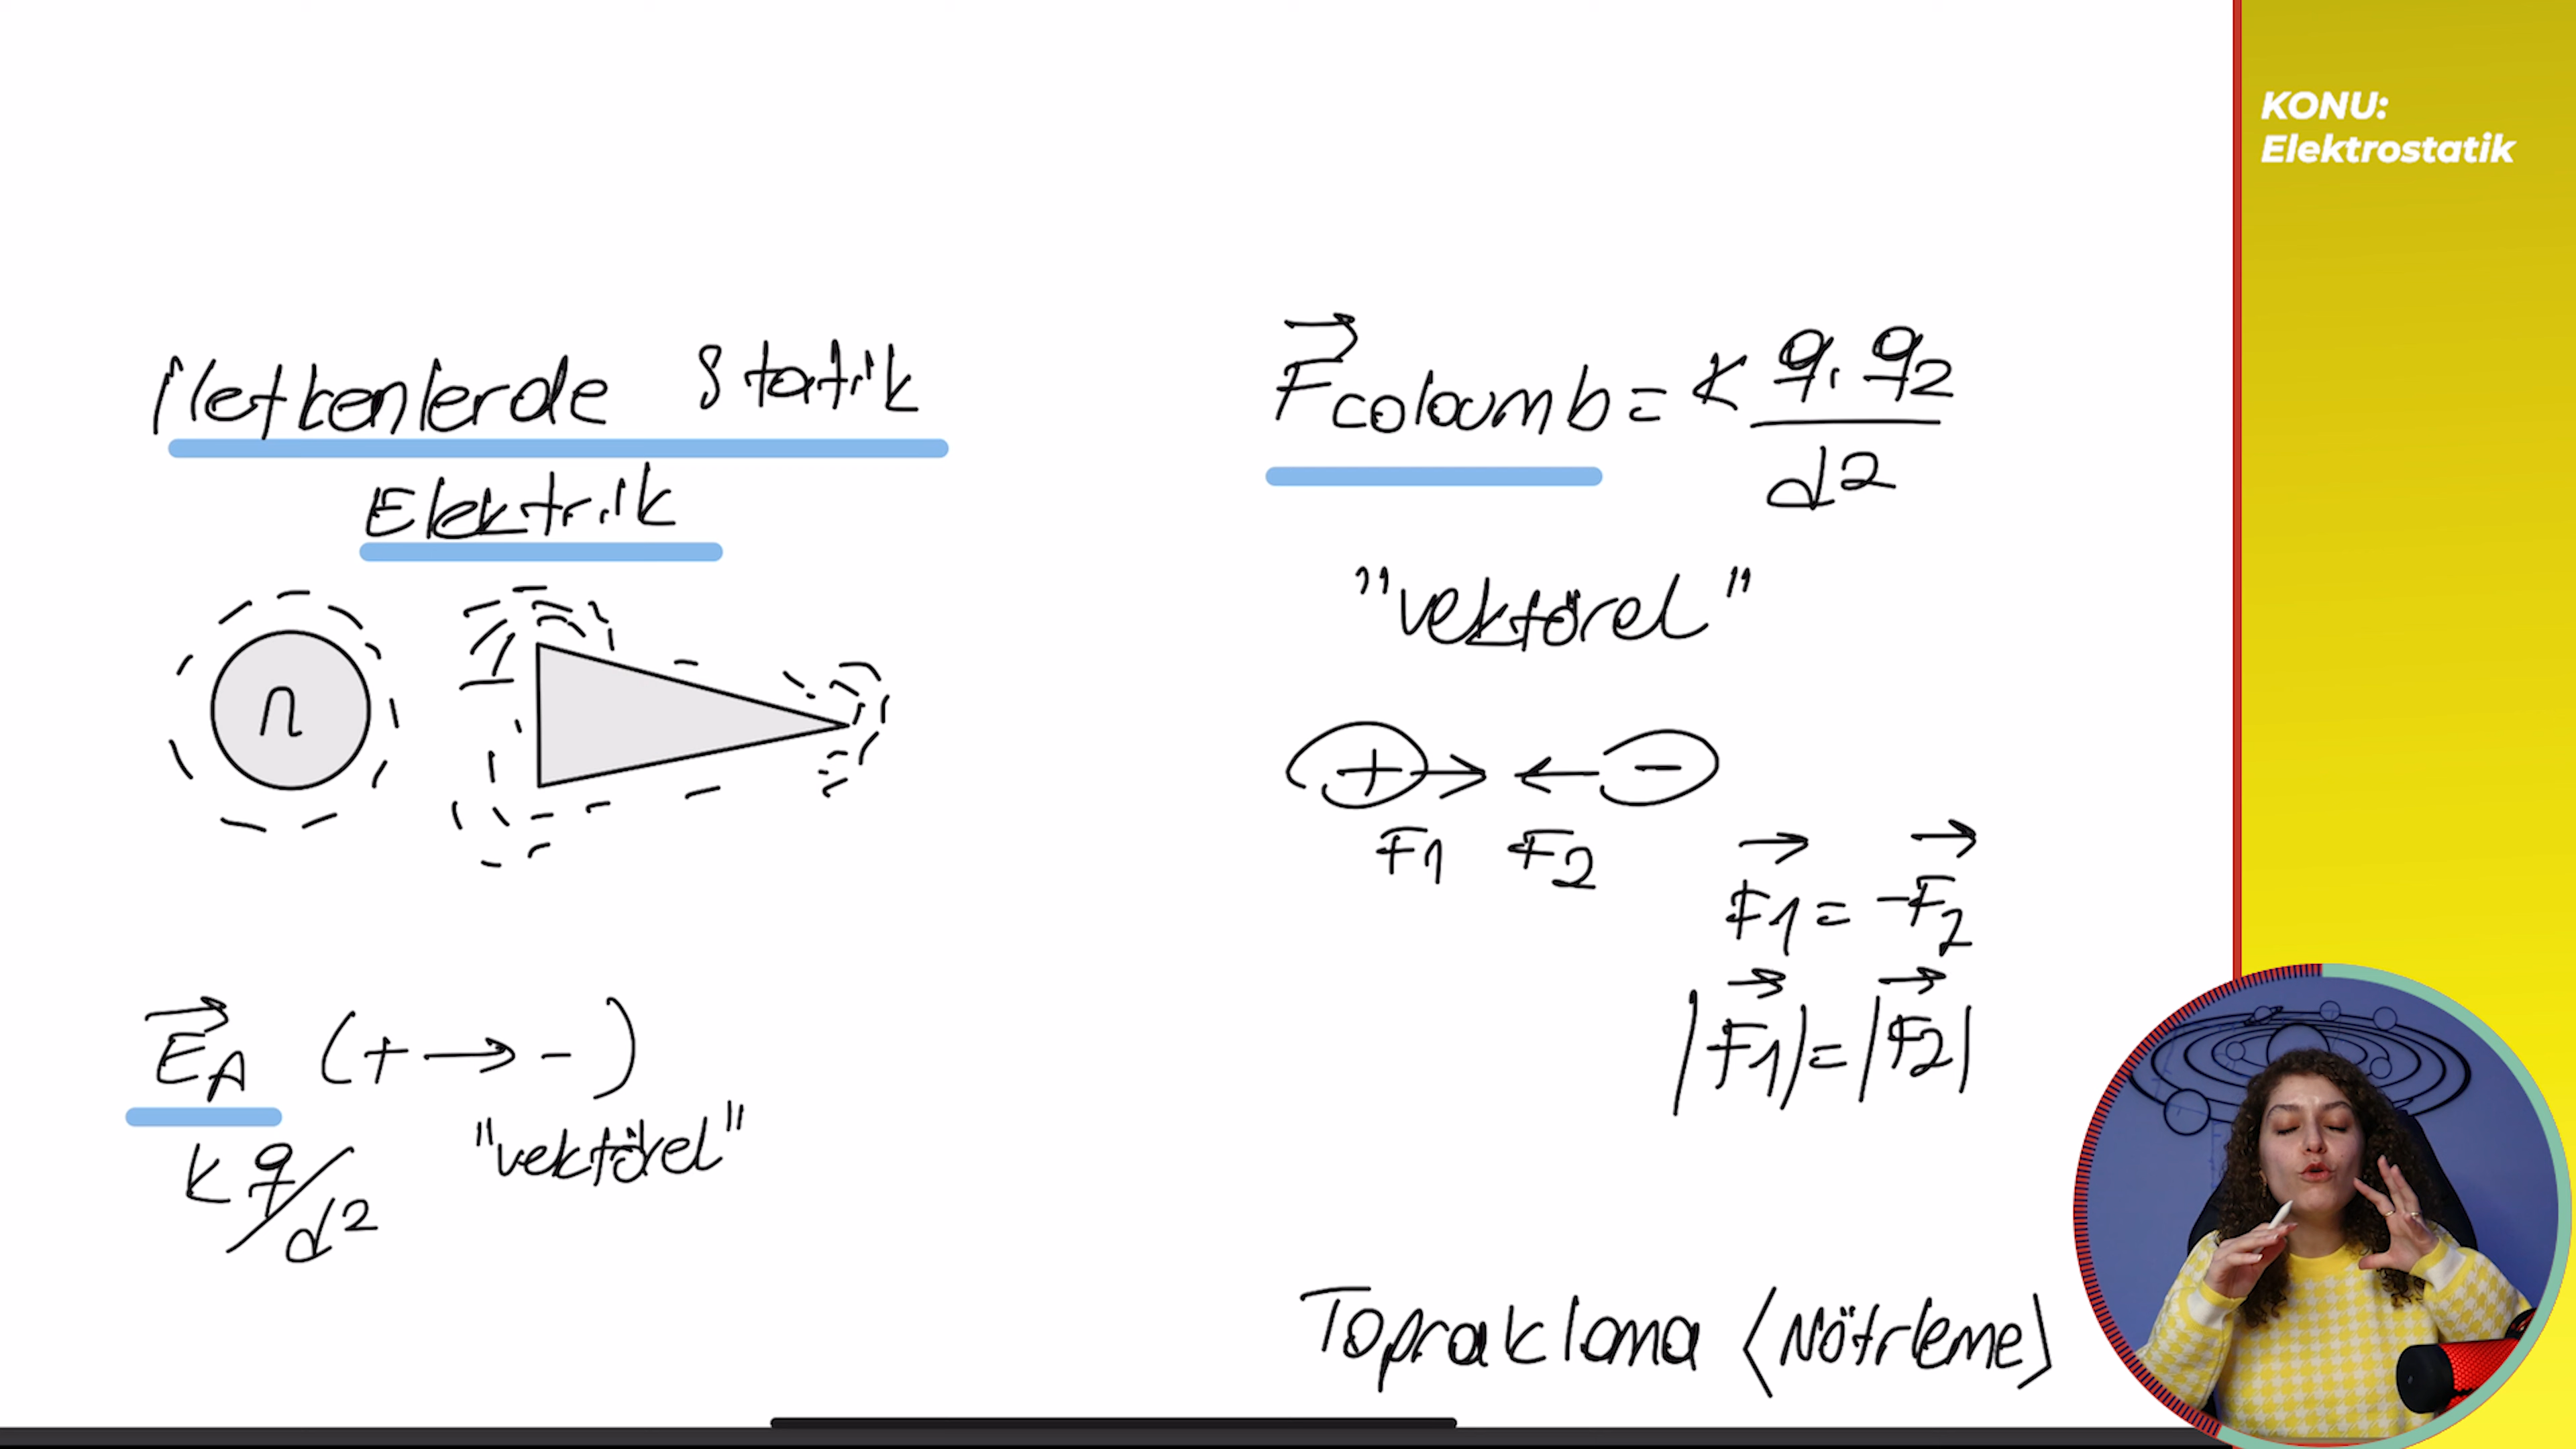 KONU:
Elektrostatik
İletkenlerde Statik
Elektrik
n
E⃗A (+ → -)
k q/d²
"vektörel"
F⃗coloumb = k q1 q2 / d²
"vektörel"
+ → ← -
F1 F2
F⃗1 = -F⃗2
|F⃗1| = |F⃗2|
Topraklama (Nötrleme)